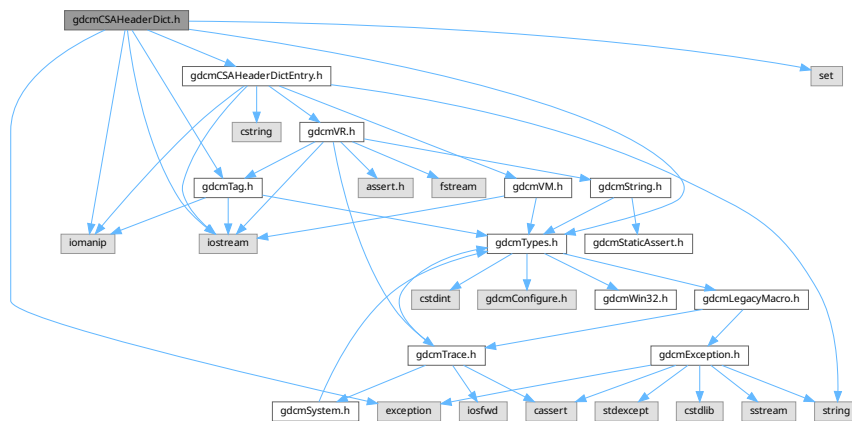 gdcmCSAHeaderDict.h
gdcmCSAHeaderDictEntry.h
set
cstring
gdcmVR.h
gdcmTag.h
assert.h
fstream
gdcmVM.h
gdcmString.h
iomanip
iostream
gdcmTypes.h
gdcmStaticAssert.h
cstdint
gdcmConfigure.h
gdcmWin32.h
gdcmLegacyMacro.h
gdcmTrace.h
gdcmException.h
gdcmSystem.h
exception
iosfwd
cassert
stdexcept
cstdlib
sstream
string